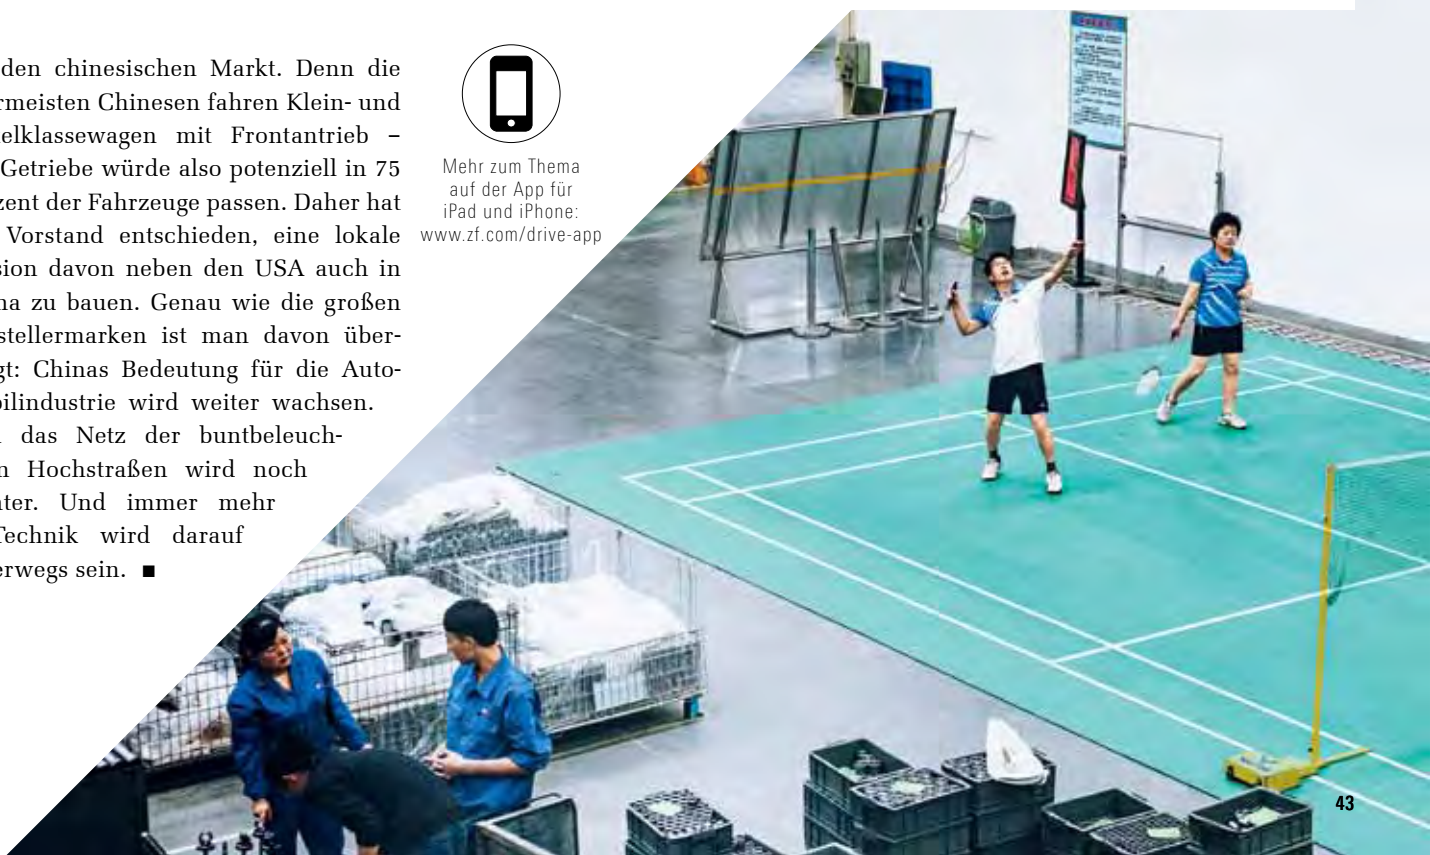 den chinesischen Markt. Denn die
rmeisten Chinesen fahren Klein- und
elklassewagen mit Frontantrieb –
Getriebe würde also potenziell in 75
zent der Fahrzeuge passen. Daher hat
Vorstand entschieden, eine lokale
sion davon neben den USA auch in
na zu bauen. Genau wie die großen
stellermarken ist man davon über-
gt: Chinas Bedeutung für die Auto-
bilindustrie wird weiter wachsen.
das Netz der buntbeleuch-
n Hochstraßen wird noch
ter. Und immer mehr
Technik wird darauf
erwegs sein. ■
Mehr zum Thema
auf der App für
iPad und iPhone:
www.zf.com/drive-app
43